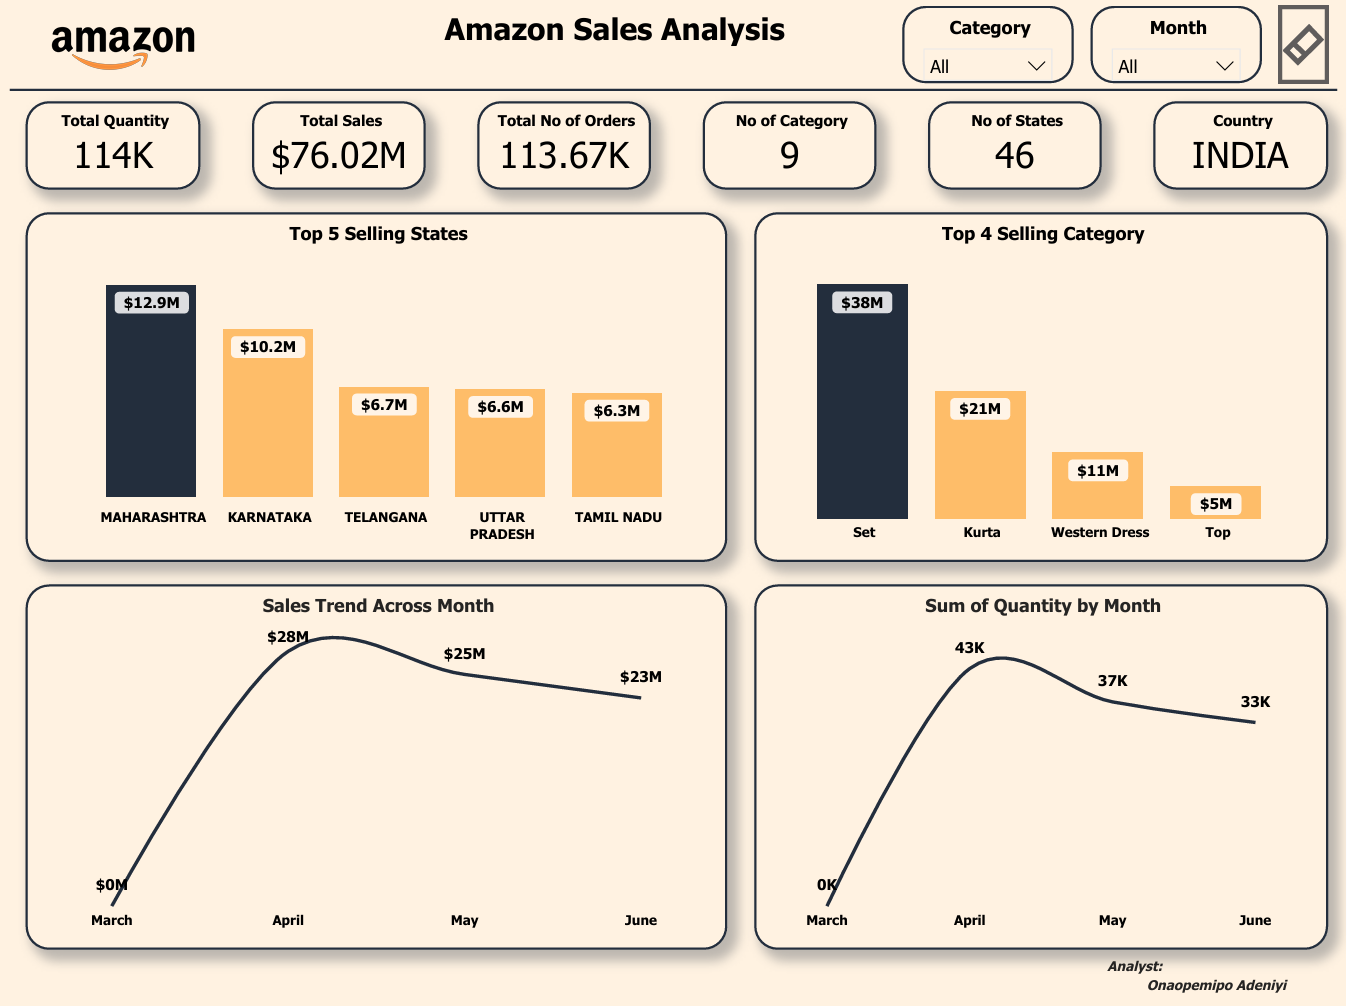 amazon
Amazon Sales Analysis
Category
All
Month
All
Total Quantity
114K
Total Sales
$76.02M
Total No of Orders
113.67K
No of Category
9
No of States
46
Country
INDIA
Top 5 Selling States
$12.9M
$10.2M
$6.7M
$6.6M
$6.3M
MAHARASHTRA
KARNATAKA
TELANGANA
UTTAR
PRADESH
TAMIL NADU
Top 4 Selling Category
$38M
$21M
$11M
$5M
Set
Kurta
Western Dress
Top
Sales Trend Across Month
$28M
$25M
$23M
$0M
March
April
May
June
Sum of Quantity by Month
43K
37K
33K
0K
March
April
May
June
Analyst:
Onaopemipo Adeniyi